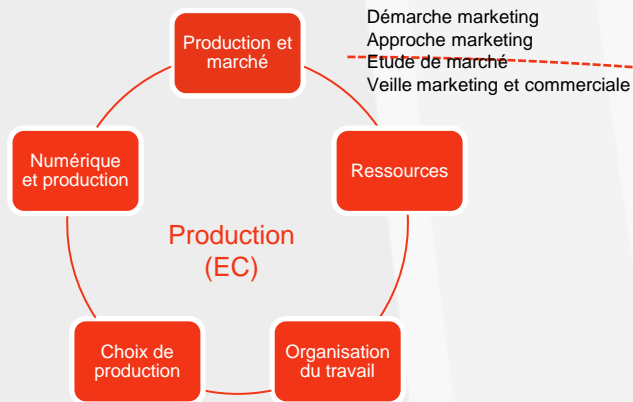 Démarche marketing
Approche marketing
Etude de marché
Veille marketing et commerciale
Production et
marché
Ressources
Organisation
du travail
Choix de
production
Numérique
et production
Production
(EC)